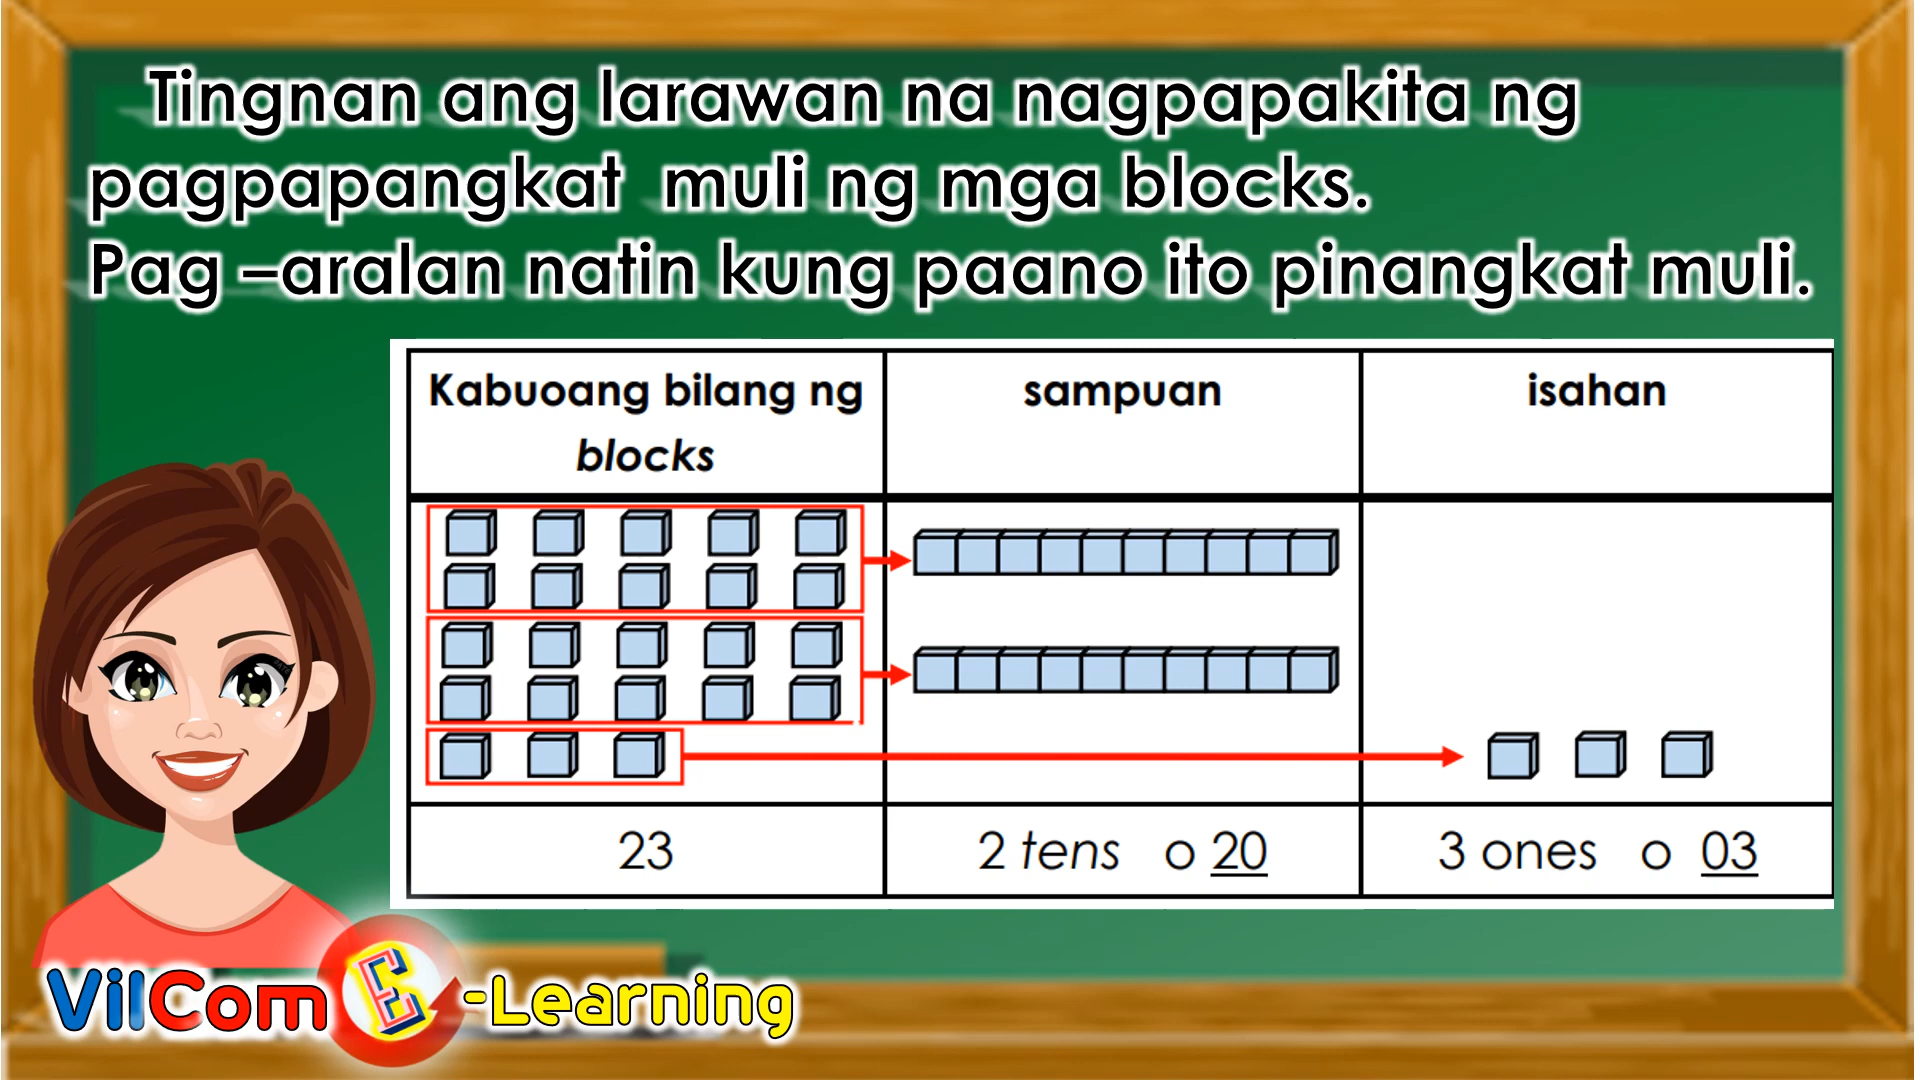 Tingnan ang larawan na nagpapakita ng
pagpapangkat muli ng mga blocks.
Pag –aralan natin kung paano ito pinangkat muli.
Kabuoang bilang ng
blocks
sampuan
isahan
23
2 tens o 20
3 ones o 03
VilCom E -Learning